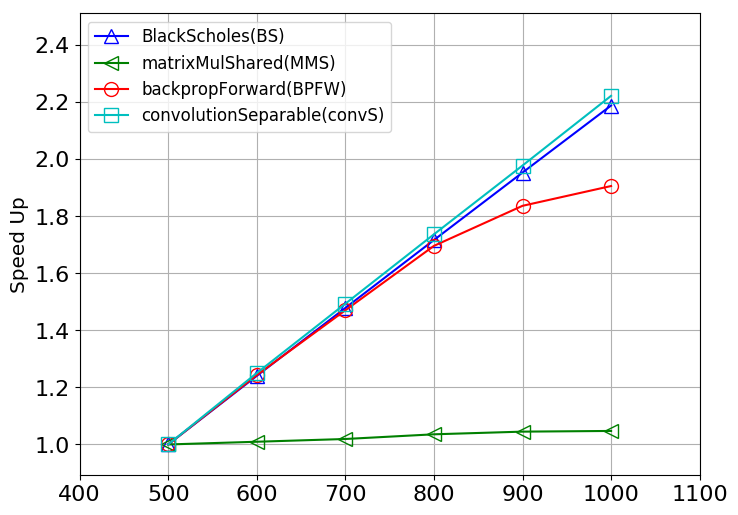 BlackScholes(BS)
matrixMulShared(MMS)
backpropForward(BPFW)
convolutionSeparable(convS)
Speed Up
2.4
2.2
2.0
1.8
1.6
1.4
1.2
1.0
400 500 600 700 800 900 1000 1100